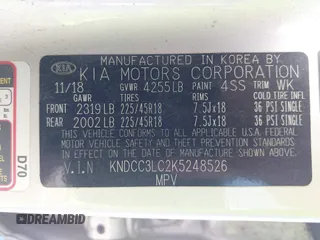 MANUFACTURED IN KOREA BY
KIA KIA MOTORS CORPORATION
11/18 GVWR 4255LB PAINT 4SS TRIM WK
GAWR TIRES RIMS COLD TIRE INFL
FRONT 2319LB 225/45R18 7.5Jx18 36 PSI SINGLE
REAR 2002LB 225/45R18 7.5Jx18 36 PSI SINGLE
THIS VEHICLE CONFORMS TO ALL APPLICABLE U.S.A FEDERAL
MOTOR VEHICLE SAFETY AND THEFT PREVENTION STANDARDS
IN EFFECT ON THE DATE OF MANUFACTURE SHOWN ABOVE.
V.I.N KNDCC3LC2K5248526
MPV
D70
DREAMBID